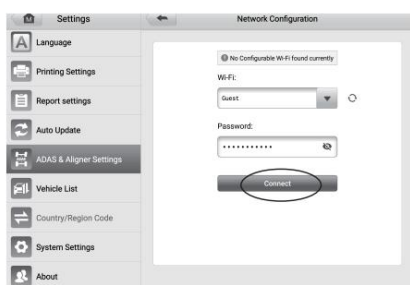 Settings
Network Configuration
A Language
Printing Settings
Report settings
Auto Update
ADAS & Aligner Settings
Vehicle List
Country/Region Code
System Settings
About
No Configurable Wi-Fi found currently
Wi-Fi:
Guest
Password:
•••••••••••
Connect